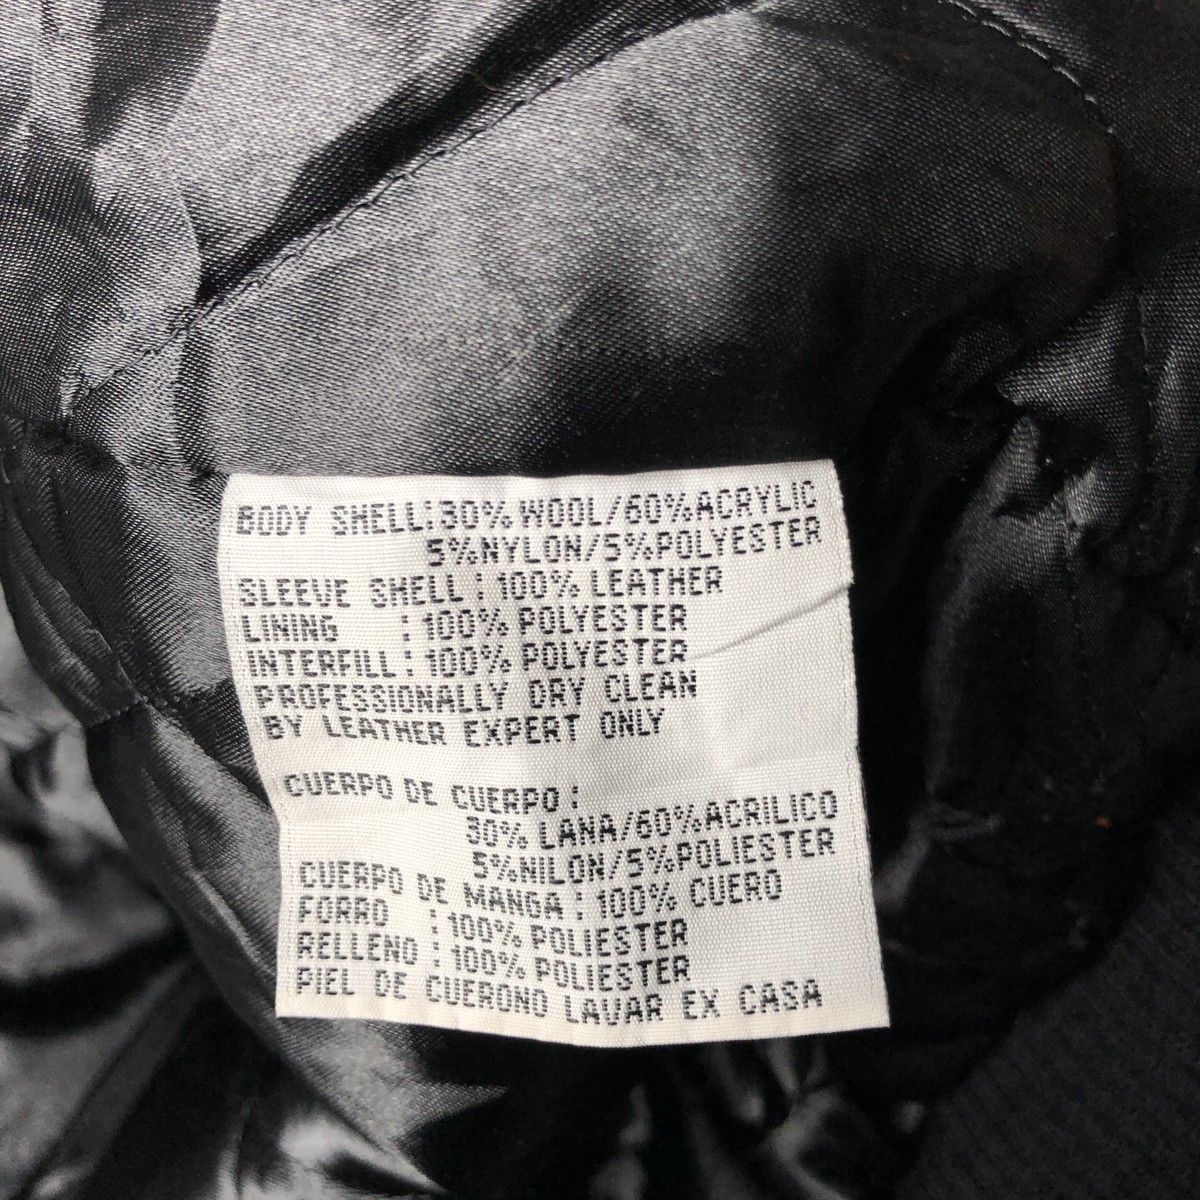 BODY SHELL:30% WOOL/60%ACRYLIC
5%NYLON/5%POLYESTER
SLEEVE SHELL:100% LEATHER
LINING :100% POLYESTER
INTERFILL:100% POLYESTER
PROFESSIONALLY DRY CLEAN
BY LEATHER EXPERT ONLY
CUERPO DE CUERPO:
30% LANA/60%ACRILICO
5%NILON/5%POLIESTER
CUERPO DE MANGA:100% CUERO
FORRO :100% POLIESTER
RELLENO:100% POLIESTER
PIEL DE CUERONO LAVAR EX CASA